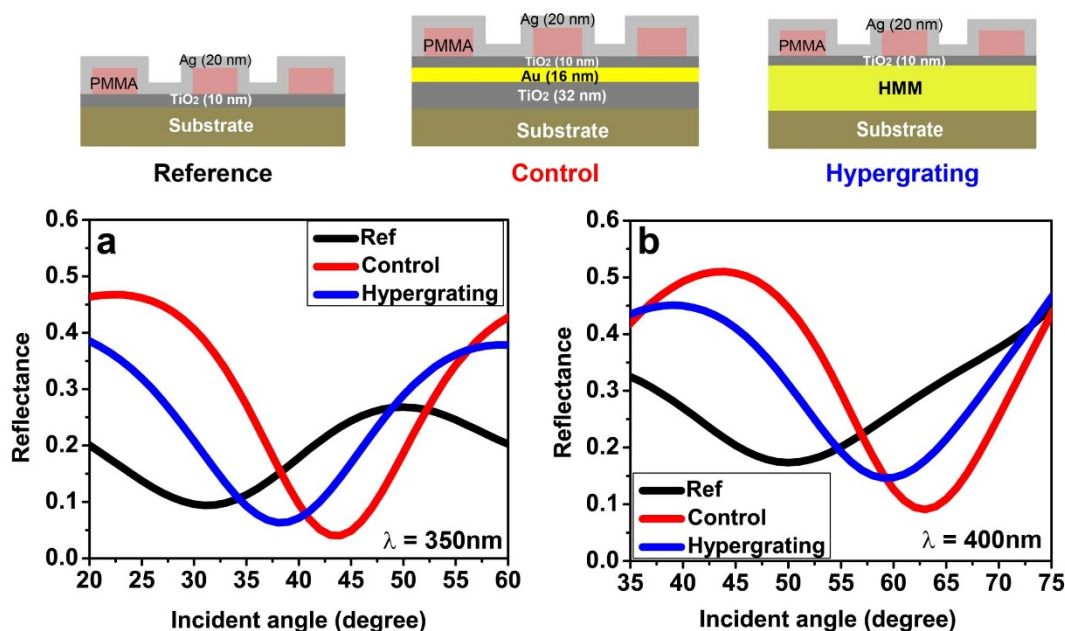 Ag (20 nm)
PMMA
TiO₂ (10 nm)
Substrate
Reference
Ag (20 nm)
PMMA
TiO₂ (10 nm)
Au (16 nm)
TiO₂ (32 nm)
Substrate
Control
Ag (20 nm)
PMMA
TiO₂ (10 nm)
HMM
Substrate
Hypergrating
a
Ref
Control
Hypergrating
λ = 350nm
Reflectance
0.6
0.5
0.4
0.3
0.2
0.1
0.0
20 25 30 35 40 45 50 55 60
Incident angle (degree)
b
Ref
Control
Hypergrating
λ = 400nm
Reflectance
0.6
0.5
0.4
0.3
0.2
0.1
0.0
35 40 45 50 55 60 65 70 75
Incident angle (degree)